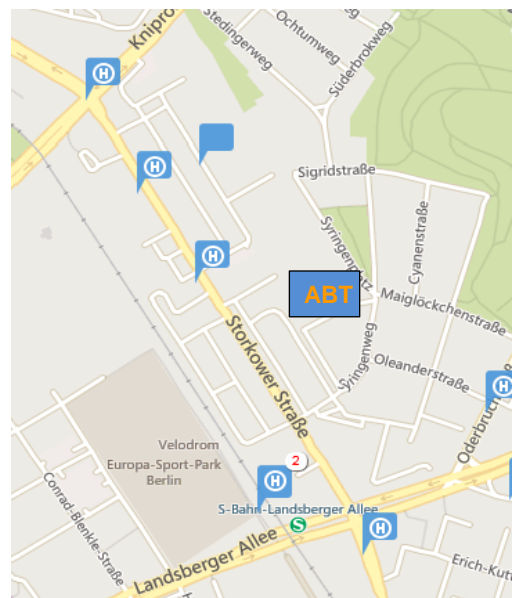 Knipro
Stedingerweg
Ochtumweg
Süderbrokweg
H
H
Sigridstraße
Syringenplatz
Cyanenstraße
H
ABT
Maiglöckchenstraße
Storkower Straße
Syringenweg
Oleanderstraße
H
Oderbruch
Velodrom
Europa-Sport-Park
Berlin
2
H
Conrad-Blenkle-Straße
S-Bahn-Landsberger Allee
S
H
Landsberger Allee
Erich-Kutt